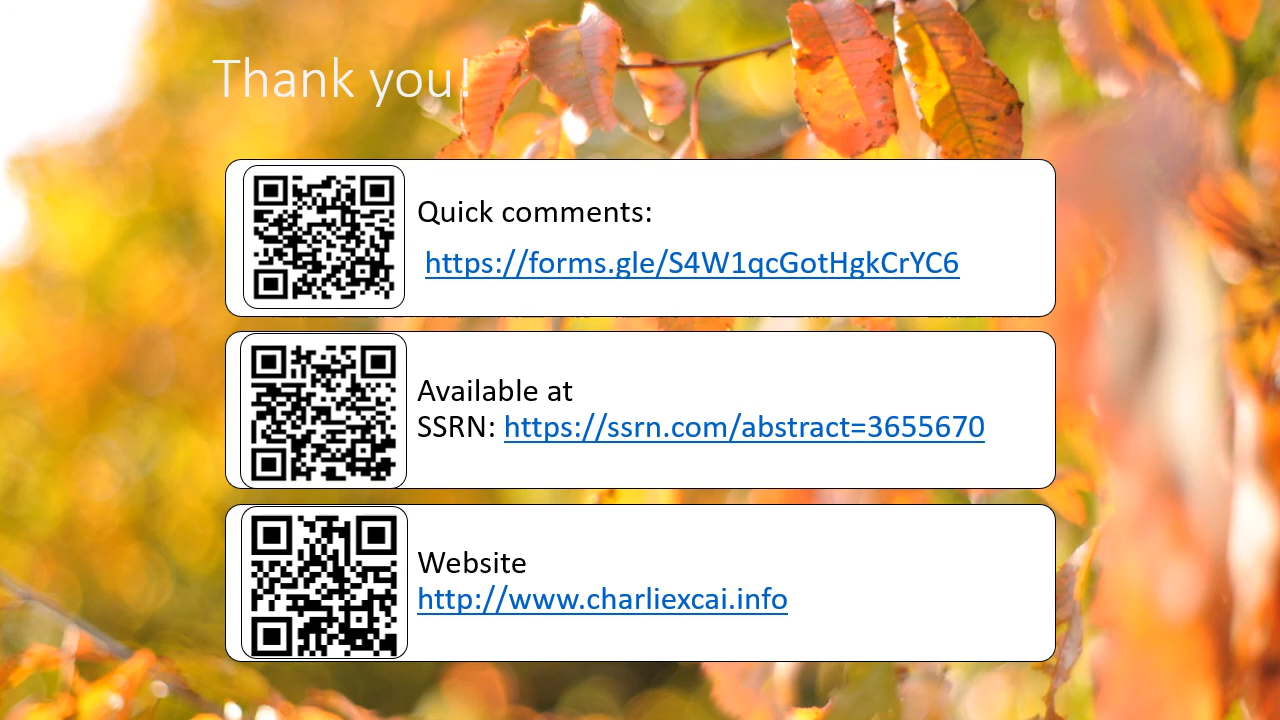 Thank you!
Quick comments:
https://forms.gle/S4W1qcGotHgkCrYC6
Available at
SSRN: https://ssrn.com/abstract=3655670
Website
http://www.charliexcai.info